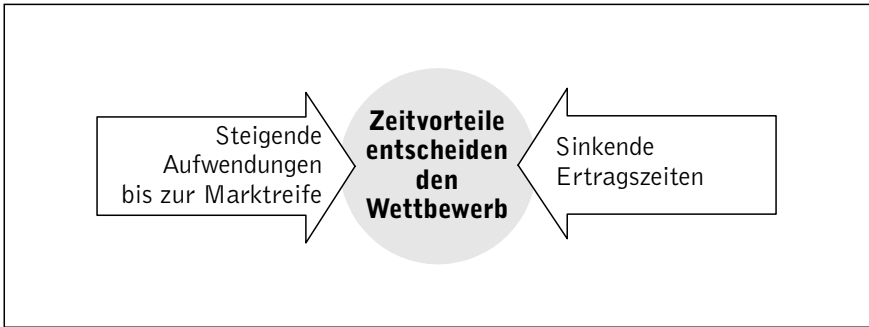 Steigende
Aufwendungen
bis zur Marktreife
Zeitvorteile
entscheiden
den
Wettbewerb
Sinkende
Ertragszeiten